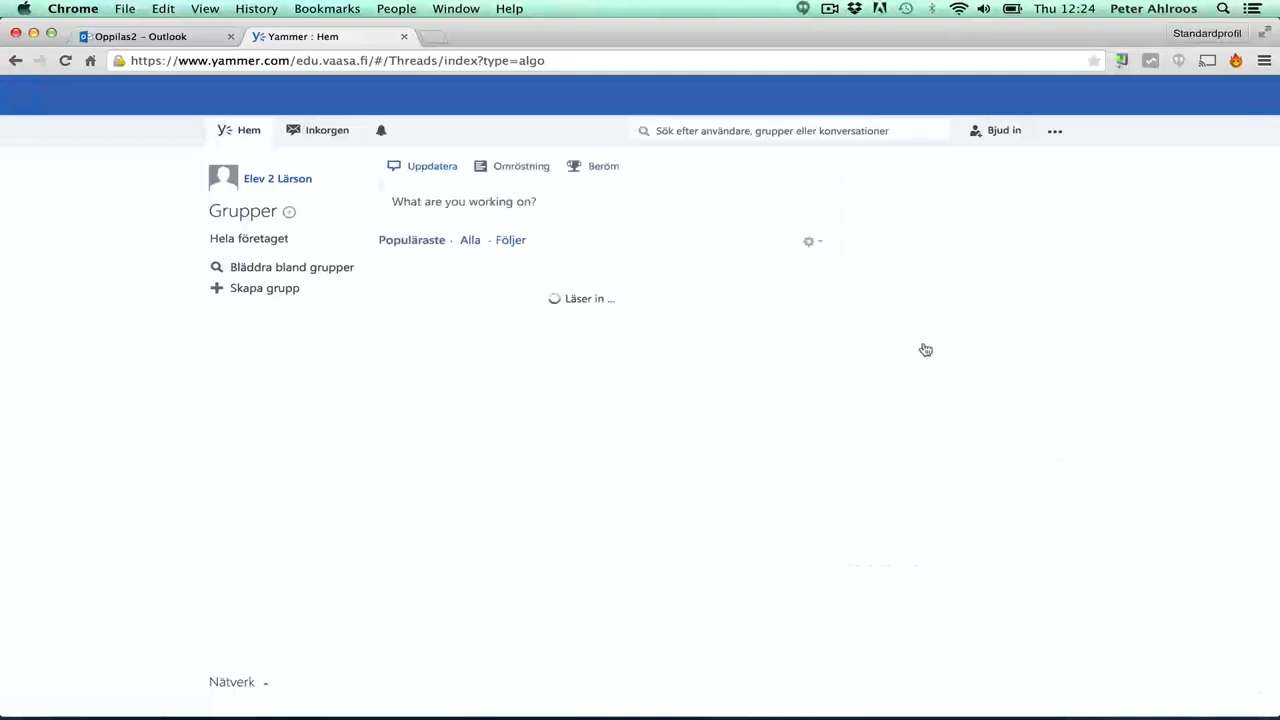 Chrome File Edit View History Bookmarks People Window Help Thu 12:24 Peter Ahlroos
Oppilas2 – Outlook Yammer : Hem Standardprofil
https://www.yammer.com/edu.vaasa.fi/#/Threads/index?type=algo
Hem Inkorgen Sök efter användare, grupper eller konversationer Bjud in
Elev 2 Lärson
Uppdatera Omröstning Beröm
What are you working on?
Grupper
Hela företaget
Populäraste · Alla · Följer
Bläddra bland grupper
Skapa grupp
Läser in ...
Nätverk